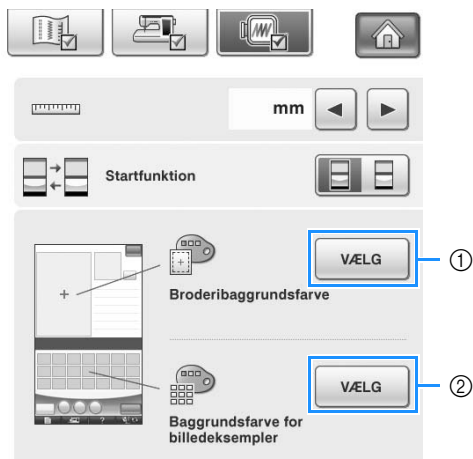 mm
Startfunktion
VÆLG
①
Broderibaggrundsfarve
VÆLG
②
Baggrundsfarve for
billedeksempler